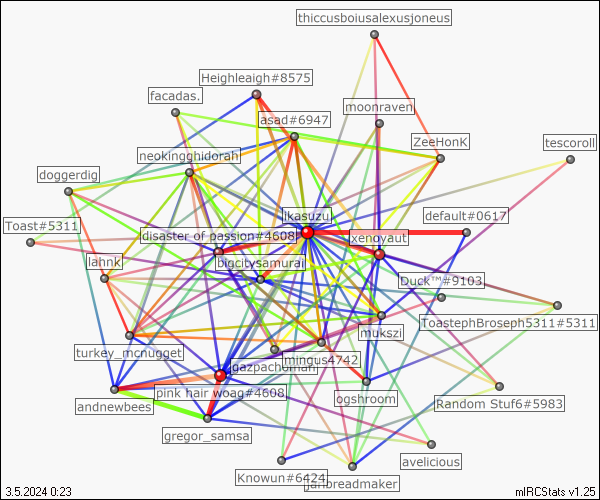 thiccusboiusalexusjoneus
Heighleaigh#8575
facadas.
moonraven
asad#6947
ZeeHonK
tescoroll
neokingghidorah
doggerdig
Toast#5311
lkasuzu
default#0617
disaster of passion#4608
xenoyaut
lahnk
bigcitysamurai
Duck™#9103
ToastephBroseph5311#5311
mukszi
turkey_mcnugget
mingus4742
pink hair woag#4608
ogshroom
andnewbees
Random Stuf6#5983
gregor_samsa
avelicious
Knowun#6424
janbreadmaker
3.5.2024 0:23
mIRCStats v1.25